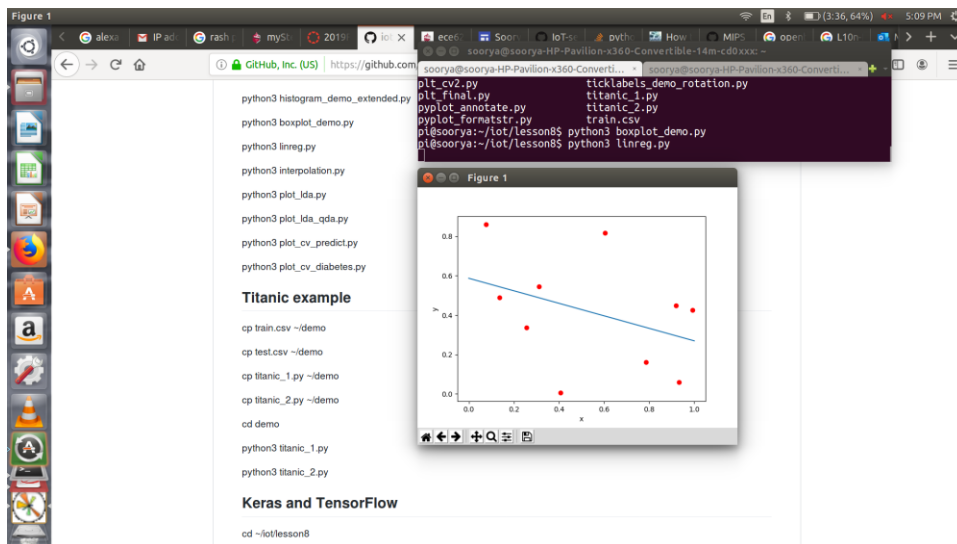 Figure 1
En (3:36, 64%) 5:09 PM
alexa IP ad 2019 ece6 Soon How MIPS open L10n
soorya@soorya-HP-Pavilion-x360-Convertible-14m-cd0xxx: ~
GitHub, Inc. (US) https://github.com
soorya@soorya-HP-Pavilion-x360-Converti... × soorya@soorya-HP-Pavilion-x360-Converti... ×
plt_cv2.py ticklabels_demo_rotation.py
plt_final.py titanic_1.py
pyplot_annotate.py titanic_2.py
pyplot_formatstr.py train.csv
pi@soorya:~/iot/lesson8$ python3 boxplot_demo.py
pi@soorya:~/iot/lesson8$ python3 linreg.py
python3 histogram_demo_extended.py
python3 boxplot_demo.py
python3 linreg.py
python3 interpolation.py
python3 plot_lda.py
python3 plot_lda_qda.py
python3 plot_cv_predict.py
python3 plot_cv_diabetes.py
Titanic example
cp train.csv ~/demo
cp test.csv ~/demo
cp titanic_1.py ~/demo
cp titanic_2.py ~/demo
cd demo
python3 titanic_1.py
python3 titanic_2.py
Keras and TensorFlow
cd ~/iot/lesson8
Figure 1
0.8
0.6
y
0.4
0.2
0.0
0.0 0.2 0.4 0.6 0.8 1.0
x